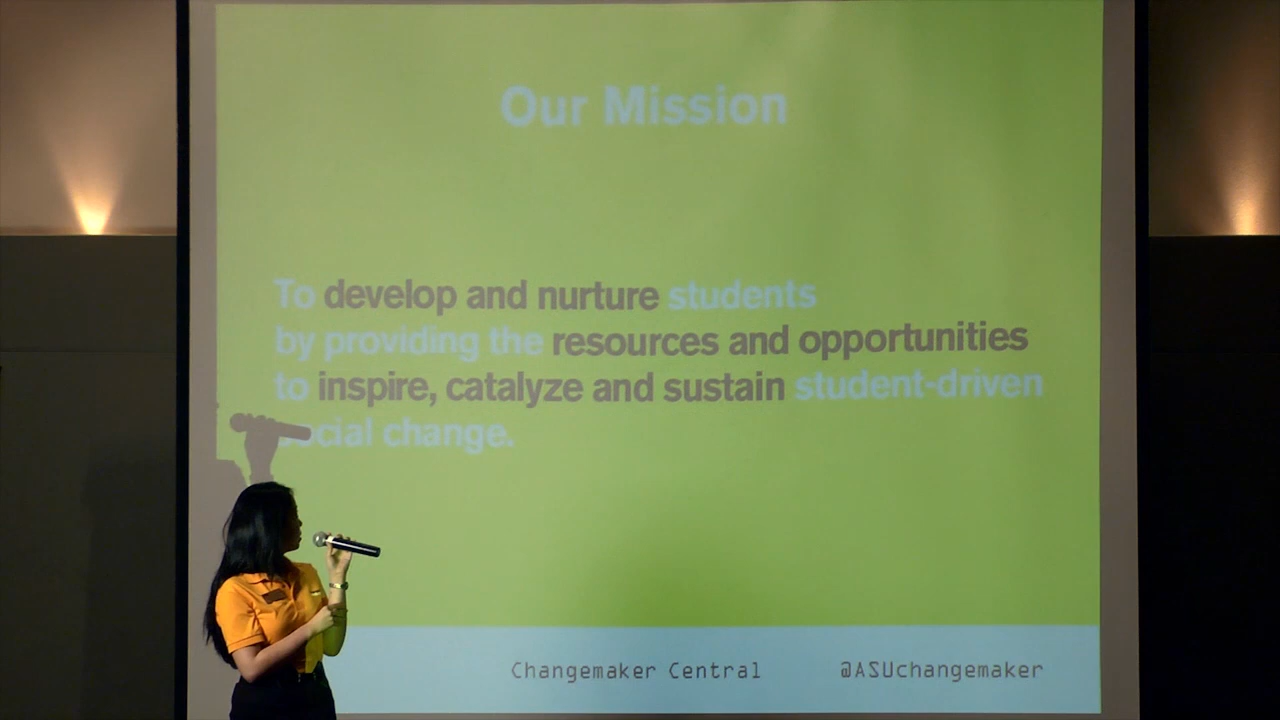 Our Mission
To develop and nurture students
by providing the resources and opportunities
to inspire, catalyze and sustain student-driven
social change.
Changemaker Central @ASUchangemaker